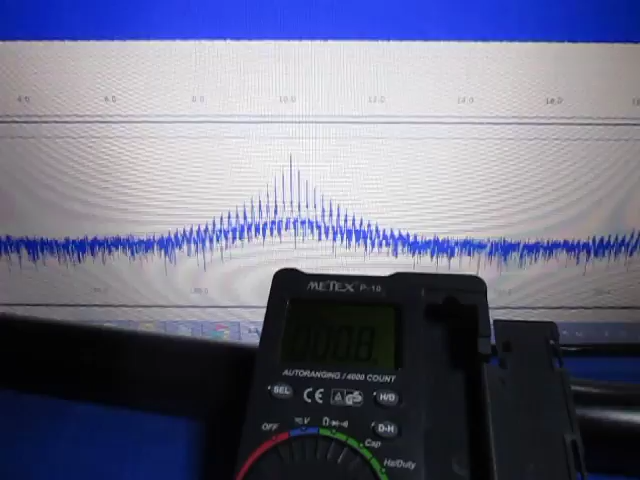 4.0 6.0 8.0 10.0 12.0 14.0 16.0
METEX P-10
AUTORANGING / 4000 COUNT
SEL CE GS H/D
D-H
OFF V Ω Cap Hz/Duty